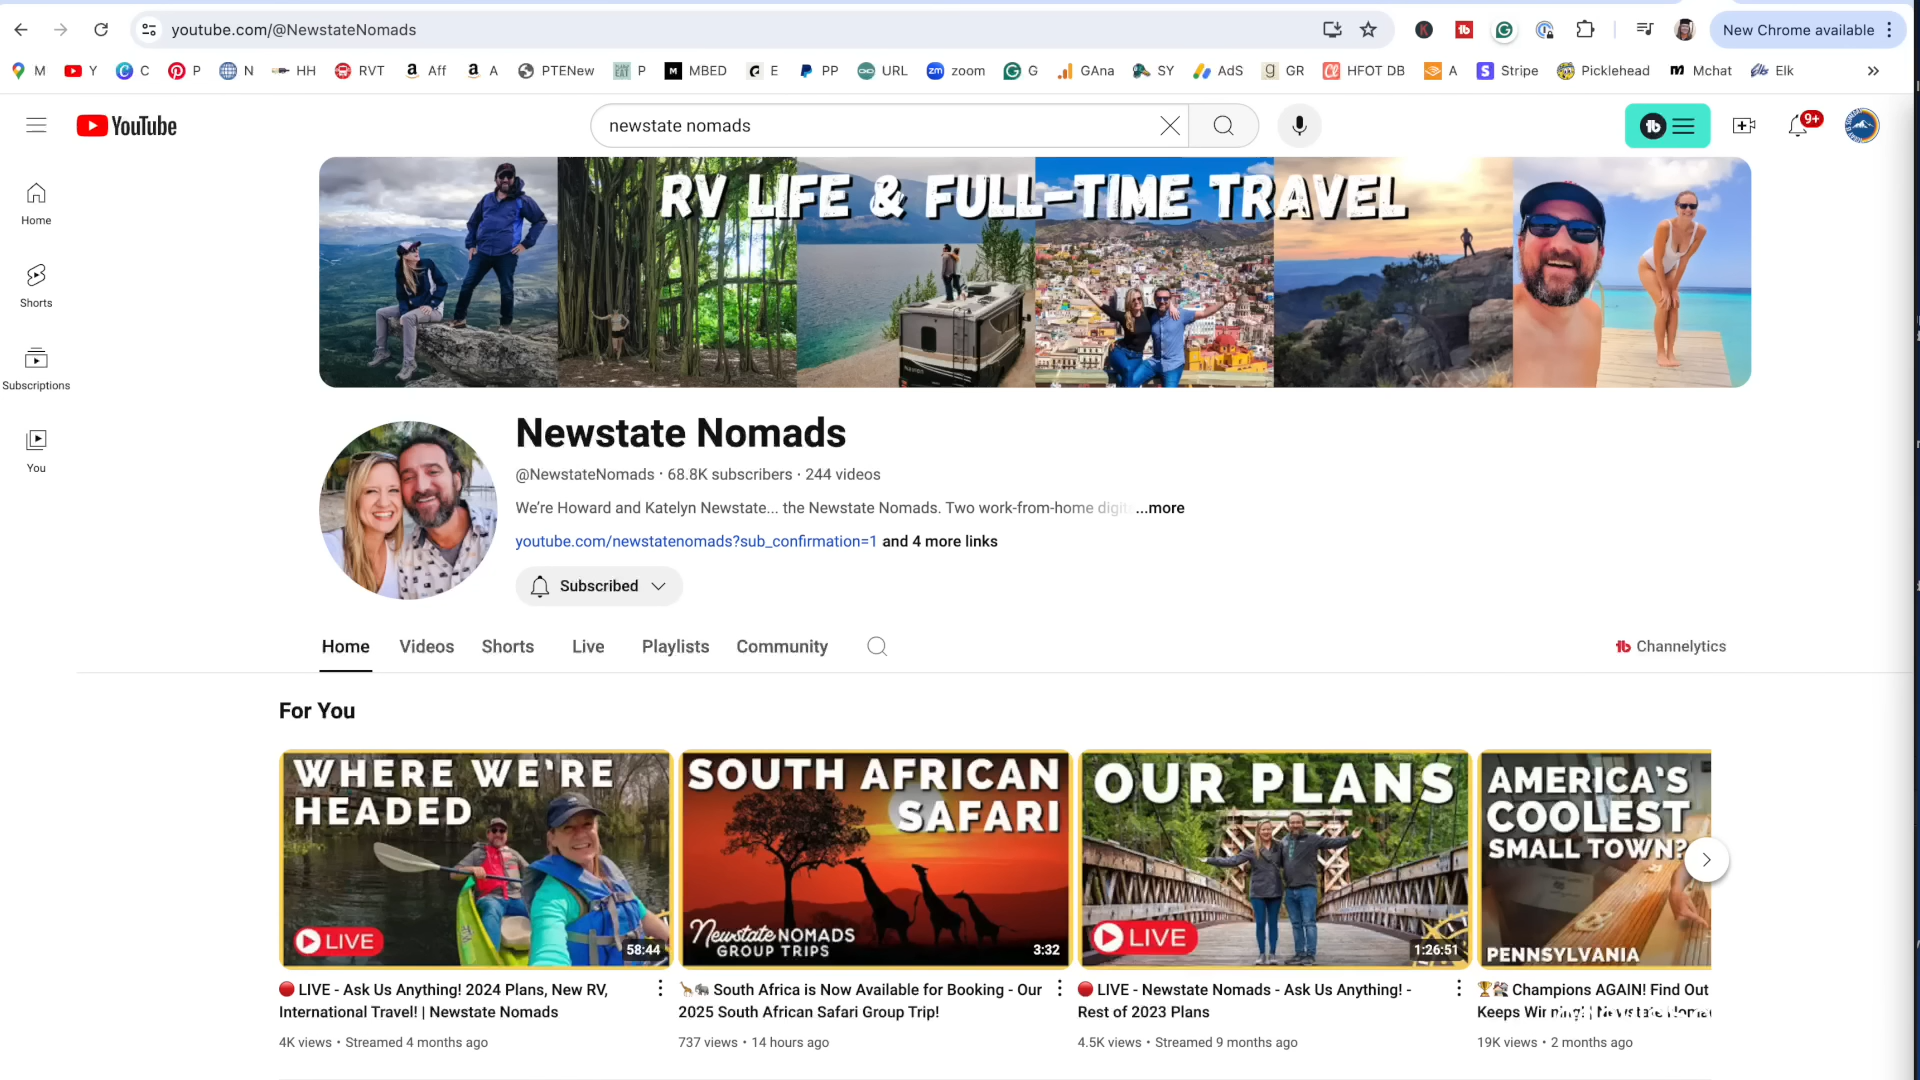 youtube.com/@NewstateNomads
New Chrome available
M
Y
C
P
N
HH
RVT
Aff
A
PTENew
P
MBED
E
PP
URL
zoom
G
GAna
SY
AdS
GR
HFOT DB
A
Stripe
Picklehead
Mchat
Elk
YouTube
newstate nomads
9+
Home
Shorts
Subscriptions
You
RV LIFE & FULL-TIME TRAVEL
Newstate Nomads
@NewstateNomads · 68.8K subscribers · 244 videos
We're Howard and Katelyn Newstate... the Newstate Nomads. Two work-from-home digit ...more
youtube.com/newstatenomads?sub_confirmation=1 and 4 more links
Subscribed
Home
Videos
Shorts
Live
Playlists
Community
Channelytics
For You
WHERE WE'RE
HEADED
LIVE
58:44
🔴 LIVE - Ask Us Anything! 2024 Plans, New RV,
International Travel! | Newstate Nomads
4K views • Streamed 4 months ago
SOUTH AFRICAN
SAFARI
Newstate NOMADS
GROUP TRIPS
3:32
🦒🐘 South Africa is Now Available for Booking - Our
2025 South African Safari Group Trip!
737 views • 14 hours ago
OUR PLANS
LIVE
1:26:51
🔴 LIVE - Newstate Nomads - Ask Us Anything! -
Rest of 2023 Plans
4.5K views • Streamed 9 months ago
AMERICA'S
COOLEST
SMALL TOWN?
PENNSYLVANIA
Champions AGAIN! Find Out
Keeps Winning! | Newstate Noma
19K views • 2 months ago